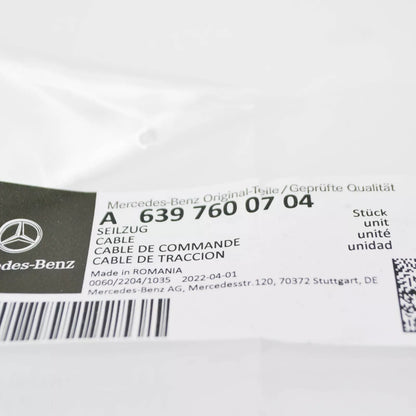 Mercedes-Benz Original-Teile/Geprüfte Qualität
A 639 760 07 04
SEILZUG
CABLE
CABLE DE COMMANDE
CABLE DE TRACCION
Stück
unit
unité
unidad
Made in ROMANIA
0060/2204/1035 2022-04-01
Mercedes-Benz AG, Mercedesstr.120, 70372 Stuttgart, DE
edes-Benz